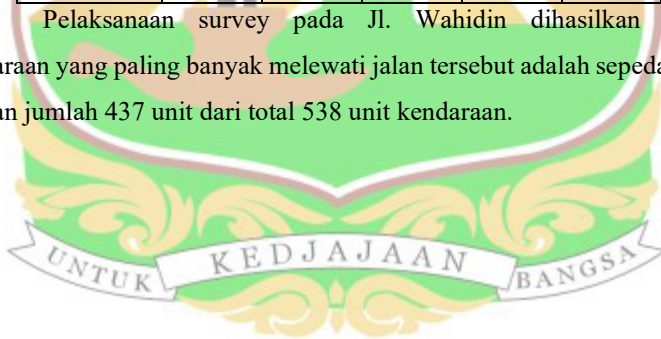 Pelaksanaan survey pada Jl. Wahidin dihasilkan
araan yang paling banyak melewati jalan tersebut adalah sepeda
an jumlah 437 unit dari total 538 unit kendaraan.
UNTUK KEDJAJAAN BANGSA